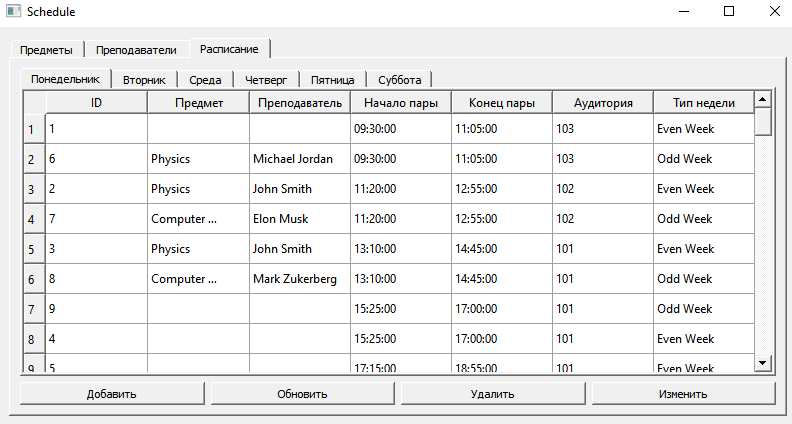 Schedule
Предметы Преподаватели Расписание
Понедельник Вторник Среда Четверг Пятница Суббота
ID Предмет Преподаватель Начало пары Конец пары Аудитория Тип недели
1 1 09:30:00 11:05:00 103 Even Week
2 6 Physics Michael Jordan 09:30:00 11:05:00 103 Odd Week
3 2 Physics John Smith 11:20:00 12:55:00 102 Even Week
4 7 Computer ... Elon Musk 11:20:00 12:55:00 102 Odd Week
5 3 Physics John Smith 13:10:00 14:45:00 101 Even Week
6 8 Computer ... Mark Zukerberg 13:10:00 14:45:00 101 Odd Week
7 9 15:25:00 17:00:00 101 Odd Week
8 4 15:25:00 17:00:00 101 Even Week
9 5 17:15:00 18:55:00 101 Even Week
Добавить Обновить Удалить Изменить